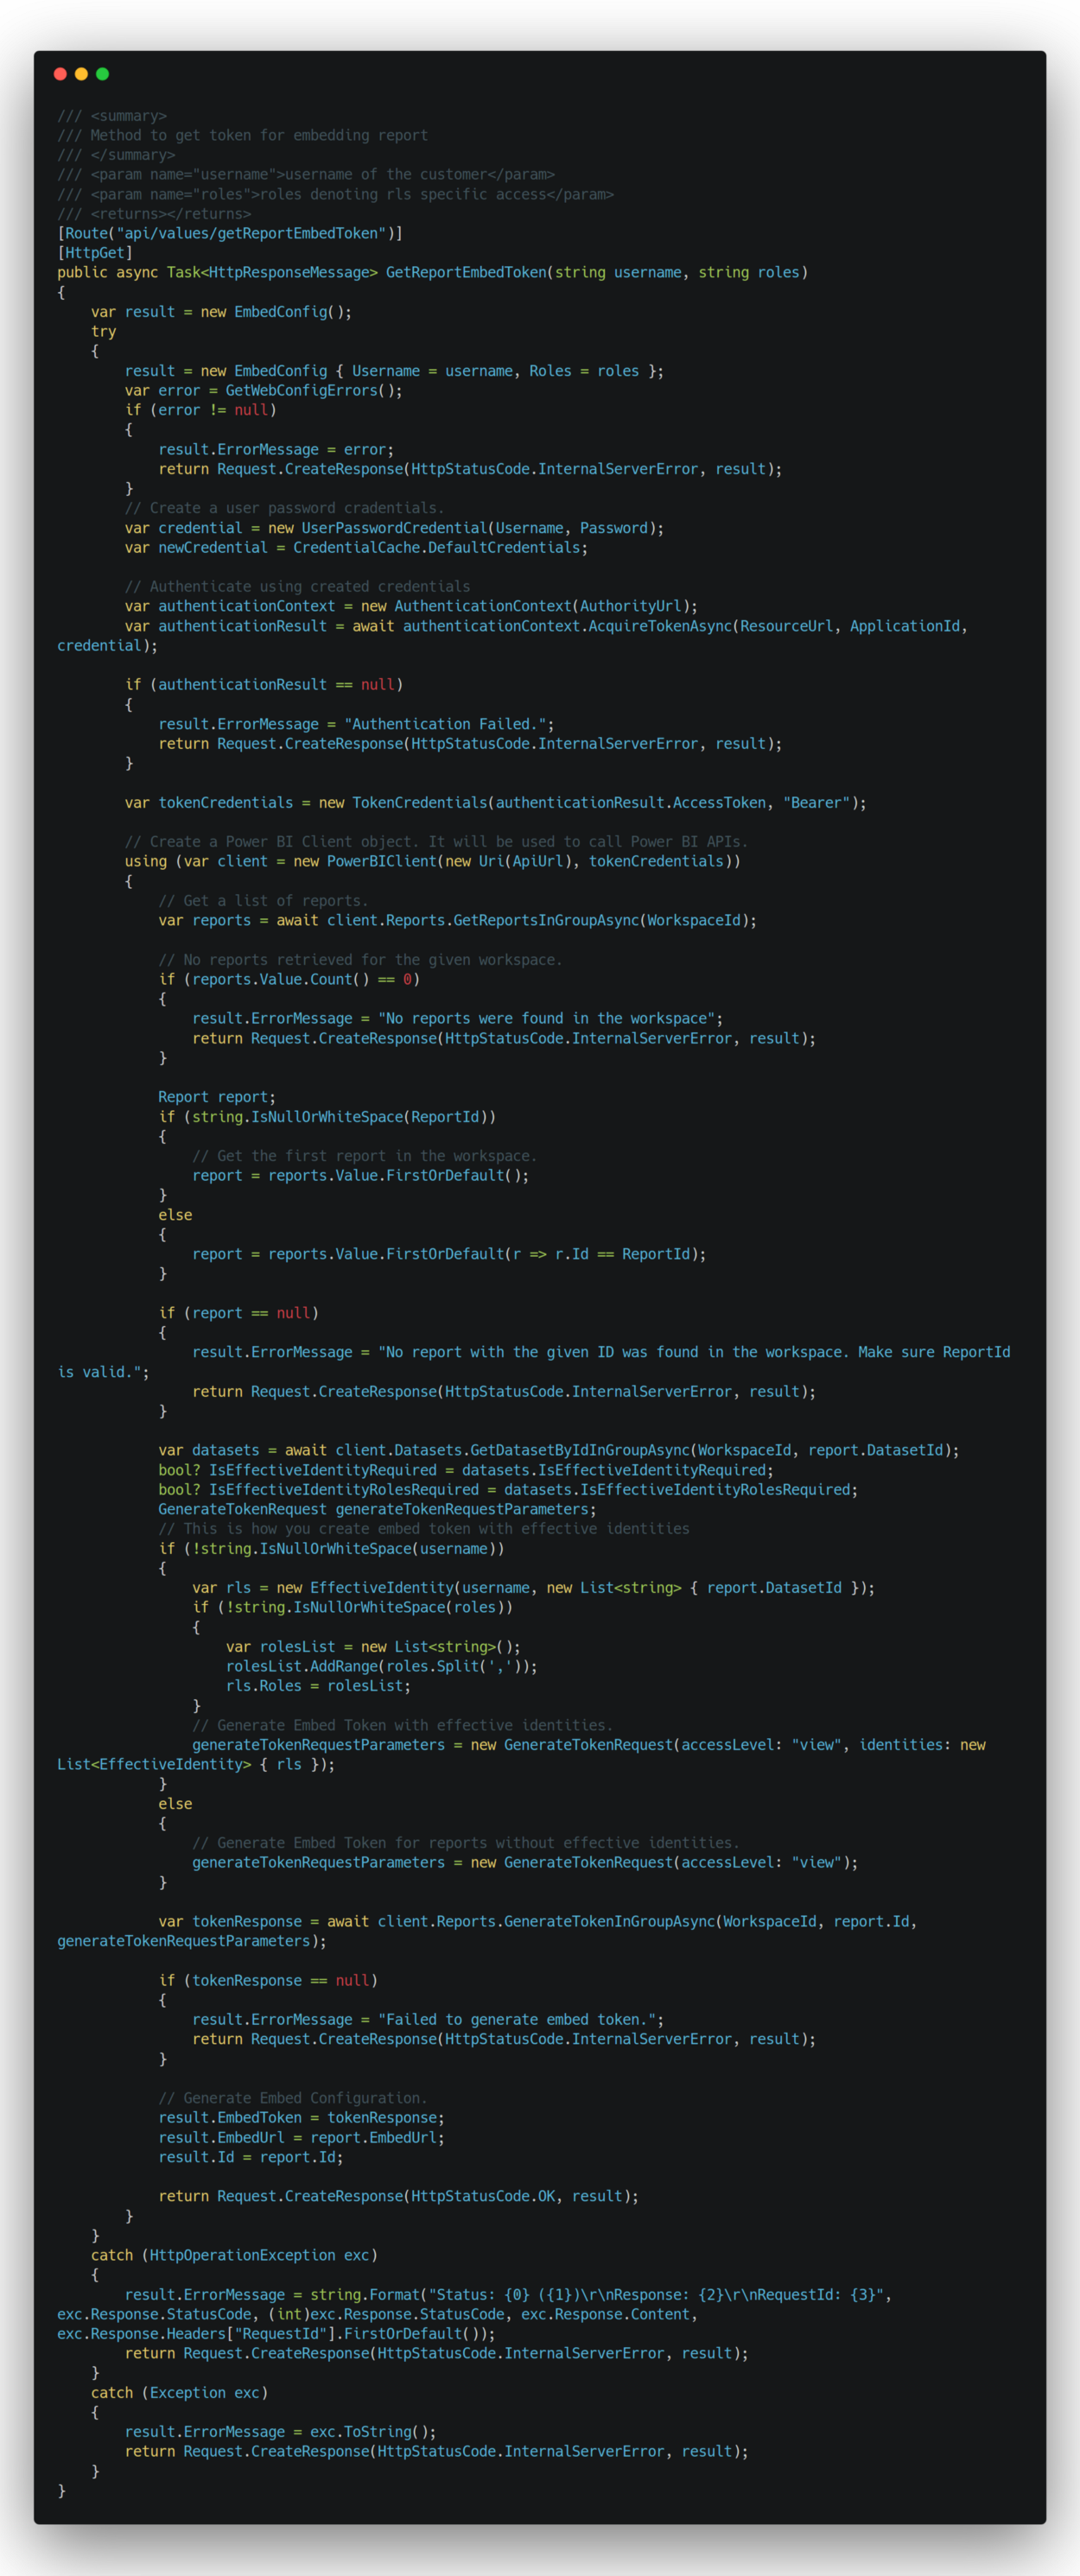 /// <summary>
/// Method to get token for embedding report
/// </summary>
/// <param name="username">username of the customer</param>
/// <param name="roles">roles denoting rls specific access</param>
/// <returns></returns>
[Route("api/values/getReportEmbedToken")]
[HttpGet]
public async Task<HttpResponseMessage> GetReportEmbedToken(string username, string roles)
{
    var result = new EmbedConfig();
    try
    {
        result = new EmbedConfig { Username = username, Roles = roles };
        var error = GetWebConfigErrors();
        if (error != null)
        {
            result.ErrorMessage = error;
            return Request.CreateResponse(HttpStatusCode.InternalServerError, result);
        }
        // Create a user password cradentials.
        var credential = new UserPasswordCredential(Username, Password);
        var newCredential = CredentialCache.DefaultCredentials;

        // Authenticate using created credentials
        var authenticationContext = new AuthenticationContext(AuthorityUrl);
        var authenticationResult = await authenticationContext.AcquireTokenAsync(ResourceUrl, ApplicationId,
credential);

        if (authenticationResult == null)
        {
            result.ErrorMessage = "Authentication Failed.";
            return Request.CreateResponse(HttpStatusCode.InternalServerError, result);
        }

        var tokenCredentials = new TokenCredentials(authenticationResult.AccessToken, "Bearer");

        // Create a Power BI Client object. It will be used to call Power BI APIs.
        using (var client = new PowerBIClient(new Uri(ApiUrl), tokenCredentials))
        {
            // Get a list of reports.
            var reports = await client.Reports.GetReportsInGroupAsync(WorkspaceId);

            // No reports retrieved for the given workspace.
            if (reports.Value.Count() == 0)
            {
                result.ErrorMessage = "No reports were found in the workspace";
                return Request.CreateResponse(HttpStatusCode.InternalServerError, result);
            }

            Report report;
            if (string.IsNullOrWhiteSpace(ReportId))
            {
                // Get the first report in the workspace.
                report = reports.Value.FirstOrDefault();
            }
            else
            {
                report = reports.Value.FirstOrDefault(r => r.Id == ReportId);
            }

            if (report == null)
            {
                result.ErrorMessage = "No report with the given ID was found in the workspace. Make sure ReportId
is valid.";
                return Request.CreateResponse(HttpStatusCode.InternalServerError, result);
            }

            var datasets = await client.Datasets.GetDatasetByIdInGroupAsync(WorkspaceId, report.DatasetId);
            bool? IsEffectiveIdentityRequired = datasets.IsEffectiveIdentityRequired;
            bool? IsEffectiveIdentityRolesRequired = datasets.IsEffectiveIdentityRolesRequired;
            GenerateTokenRequest generateTokenRequestParameters;
            // This is how you create embed token with effective identities
            if (!string.IsNullOrWhiteSpace(username))
            {
                var rls = new EffectiveIdentity(username, new List<string> { report.DatasetId });
                if (!string.IsNullOrWhiteSpace(roles))
                {
                    var rolesList = new List<string>();
                    rolesList.AddRange(roles.Split(','));
                    rls.Roles = rolesList;
                }
                // Generate Embed Token with effective identities.
                generateTokenRequestParameters = new GenerateTokenRequest(accessLevel: "view", identities: new
List<EffectiveIdentity> { rls });
            }
            else
            {
                // Generate Embed Token for reports without effective identities.
                generateTokenRequestParameters = new GenerateTokenRequest(accessLevel: "view");
            }

            var tokenResponse = await client.Reports.GenerateTokenInGroupAsync(WorkspaceId, report.Id,
generateTokenRequestParameters);

            if (tokenResponse == null)
            {
                result.ErrorMessage = "Failed to generate embed token.";
                return Request.CreateResponse(HttpStatusCode.InternalServerError, result);
            }

            // Generate Embed Configuration.
            result.EmbedToken = tokenResponse;
            result.EmbedUrl = report.EmbedUrl;
            result.Id = report.Id;

            return Request.CreateResponse(HttpStatusCode.OK, result);
        }
    }
    catch (HttpOperationException exc)
    {
        result.ErrorMessage = string.Format("Status: {0} ({1})\r\nResponse: {2}\r\nRequestId: {3}",
exc.Response.StatusCode, (int)exc.Response.StatusCode, exc.Response.Content,
exc.Response.Headers["RequestId"].FirstOrDefault());
        return Request.CreateResponse(HttpStatusCode.InternalServerError, result);
    }
    catch (Exception exc)
    {
        result.ErrorMessage = exc.ToString();
        return Request.CreateResponse(HttpStatusCode.InternalServerError, result);
    }
}